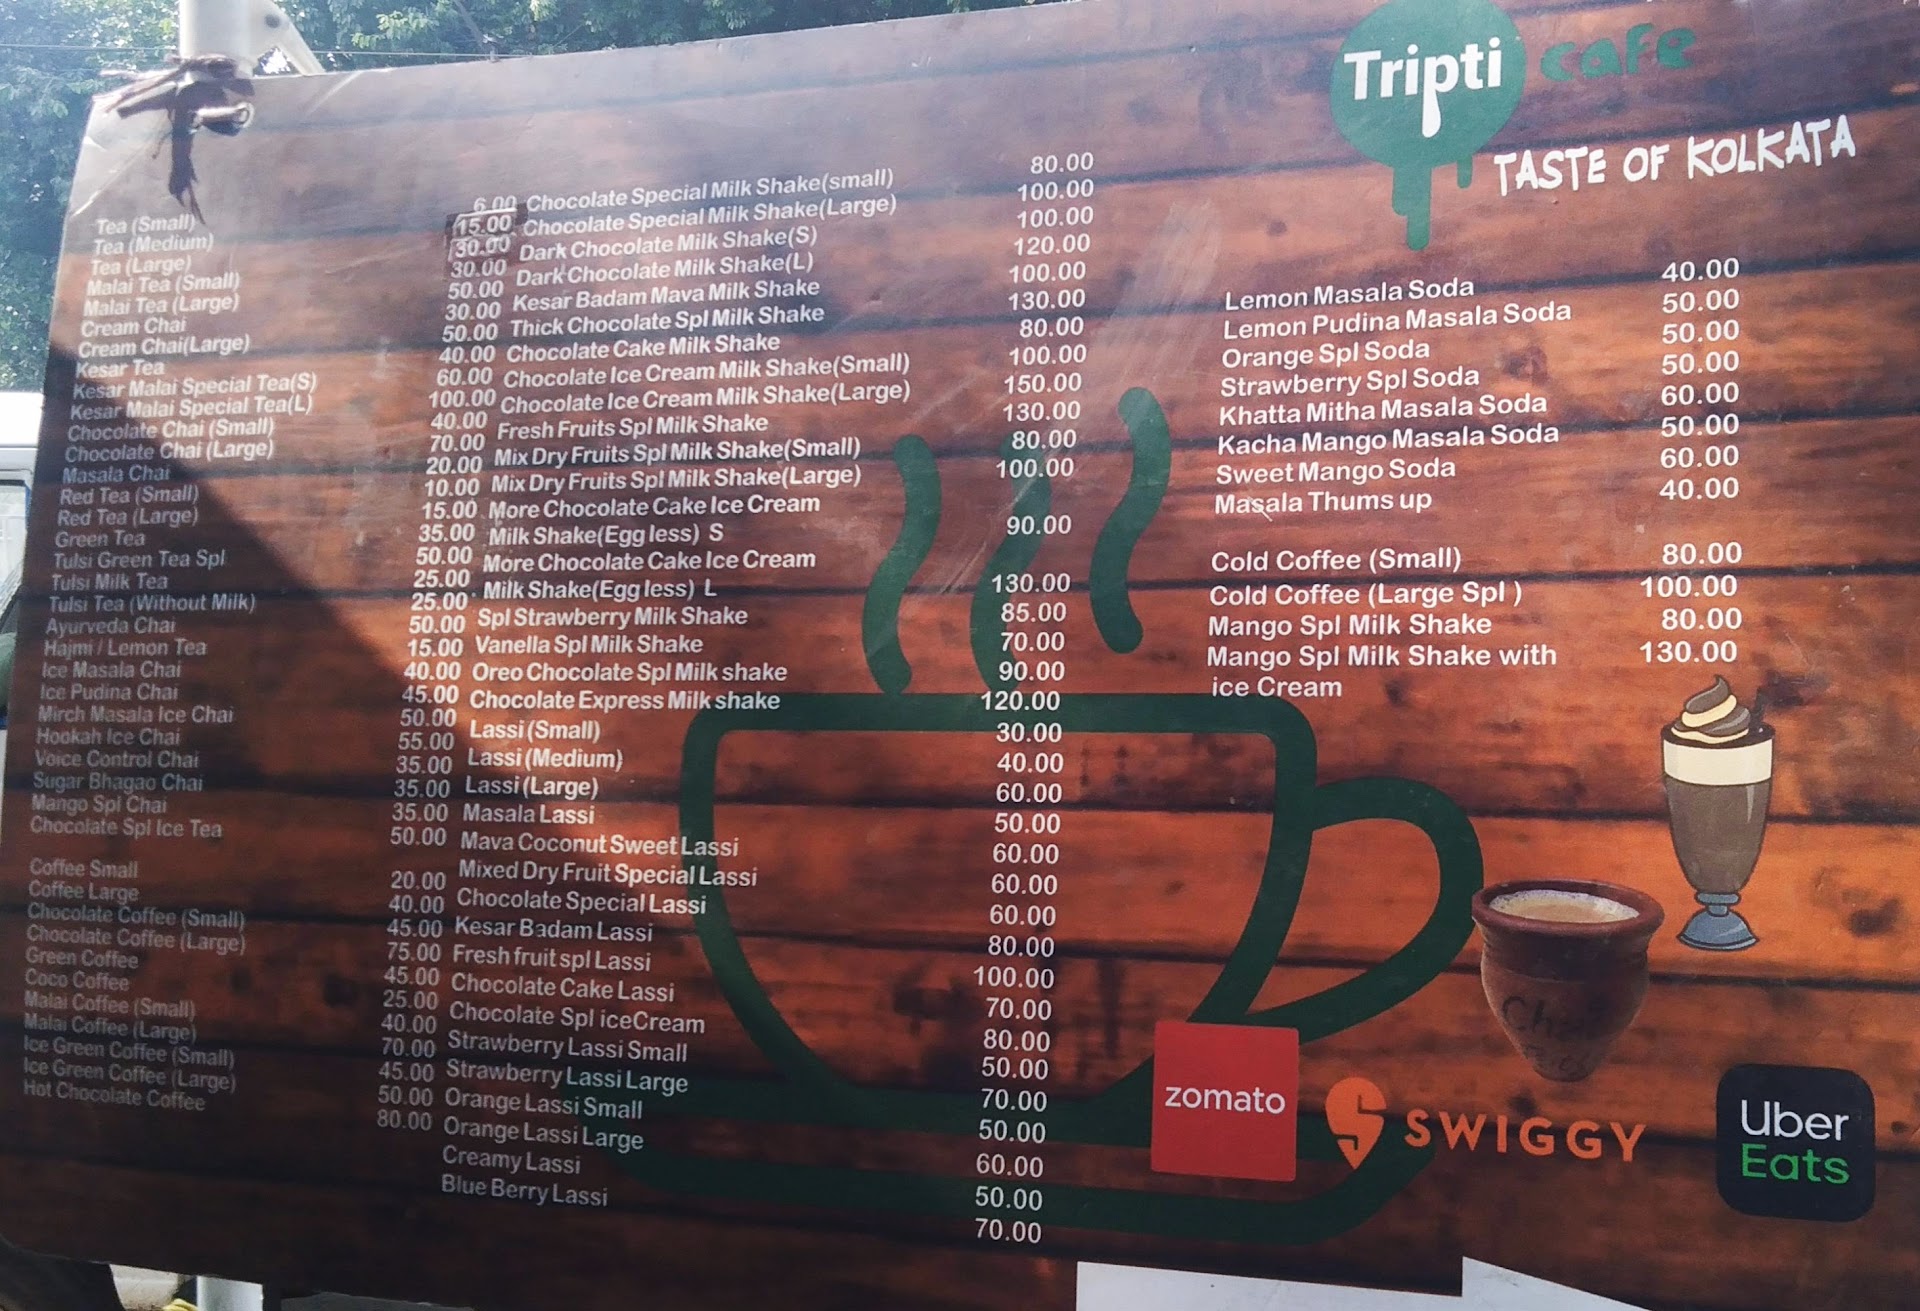 Tripti cafe
TASTE OF KOLKATA
Tea (Small) 6.00
Tea (Medium) 15.00
Tea (Large) 30.00
Malai Tea (Small) 30.00
Malai Tea (Large) 50.00
Cream Chai 30.00
Cream Chai(Large) 50.00
Kesar Tea 40.00
Kesar Malai Special Tea(S) 60.00
Kesar Malai Special Tea(L) 100.00
Chocolate Chai (Small) 40.00
Chocolate Chai (Large) 70.00
Masala Chai 20.00
Red Tea (Small) 10.00
Red Tea (Large) 15.00
Green Tea 35.00
Tulsi Green Tea Spl 50.00
Tulsi Milk Tea 25.00
Tulsi Tea (Without Milk) 25.00
Ayurveda Chai 50.00
Hajmi / Lemon Tea 15.00
Ice Masala Chai 40.00
Ice Pudina Chai 45.00
Mirch Masala Ice Chai 50.00
Hookah Ice Chai 55.00
Voice Control Chai 35.00
Sugar Bhagao Chai 35.00
Mango Spl Chai 35.00
Chocolate Spl Ice Tea 50.00
Coffee Small 20.00
Coffee Large 40.00
Chocolate Coffee (Small) 45.00
Chocolate Coffee (Large) 75.00
Green Coffee 45.00
Coco Coffee 25.00
Malai Coffee (Small) 40.00
Malai Coffee (Large) 70.00
Ice Green Coffee (Small) 45.00
Ice Green Coffee (Large) 50.00
Hot Chocolate Coffee 80.00
Chocolate Special Milk Shake(small) 80.00
Chocolate Special Milk Shake(Large) 100.00
Dark Chocolate Milk Shake(S) 100.00
Dark Chocolate Milk Shake(L) 120.00
Kesar Badam Mava Milk Shake 100.00
Thick Chocolate Spl Milk Shake 130.00
Chocolate Cake Milk Shake 80.00
Chocolate Ice Cream Milk Shake(Small) 100.00
Chocolate Ice Cream Milk Shake(Large) 150.00
Fresh Fruits Spl Milk Shake 130.00
Mix Dry Fruits Spl Milk Shake(Small) 80.00
Mix Dry Fruits Spl Milk Shake(Large) 100.00
More Chocolate Cake Ice Cream
Milk Shake(Egg less) S 90.00
More Chocolate Cake Ice Cream
Milk Shake(Egg less) L 130.00
Spl Strawberry Milk Shake 85.00
Vanella Spl Milk Shake 70.00
Oreo Chocolate Spl Milk shake 90.00
Chocolate Express Milk shake 120.00
Lassi (Small) 30.00
Lassi (Medium) 40.00
Lassi (Large) 60.00
Masala Lassi 50.00
Mava Coconut Sweet Lassi 60.00
Mixed Dry Fruit Special Lassi 60.00
Chocolate Special Lassi 60.00
Kesar Badam Lassi 80.00
Fresh fruit spl Lassi 100.00
Chocolate Cake Lassi 70.00
Chocolate Spl iceCream 80.00
Strawberry Lassi Small 50.00
Strawberry Lassi Large 70.00
Orange Lassi Small 50.00
Orange Lassi Large 60.00
Creamy Lassi 50.00
Blue Berry Lassi 70.00
Lemon Masala Soda 40.00
Lemon Pudina Masala Soda 50.00
Orange Spl Soda 50.00
Strawberry Spl Soda 50.00
Khatta Mitha Masala Soda 60.00
Kacha Mango Masala Soda 50.00
Sweet Mango Soda 60.00
Masala Thums up 40.00
Cold Coffee (Small) 80.00
Cold Coffee (Large Spl ) 100.00
Mango Spl Milk Shake 80.00
Mango Spl Milk Shake with 130.00
ice Cream
zomato
SWIGGY
Uber
Eats